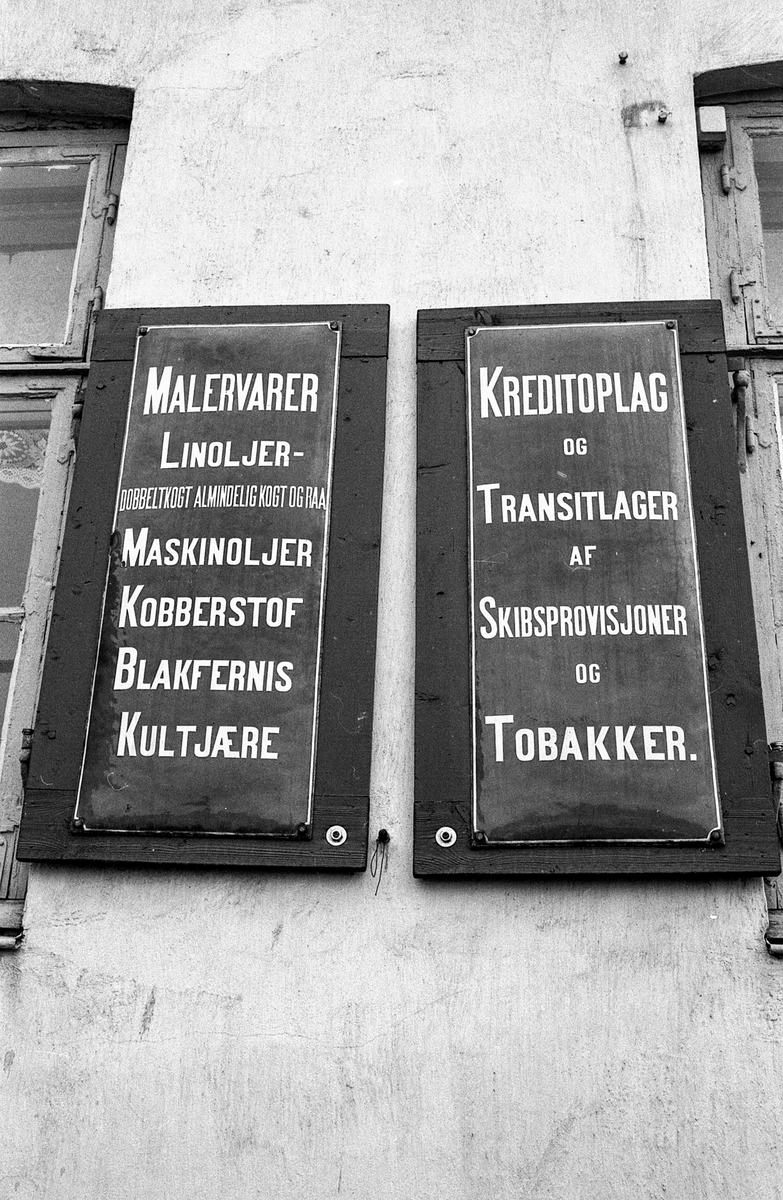 MALERVARER
LINOLJER-
DOBBELTKOGT ALMINDELIG KOGT OG RAA
MASKINOLJER
KOBBERSTOF
BLAKFERNIS
KULTJÆRE
KREDITOPLAG
OG
TRANSITLAGER
AF
SKIBSPROVISJONER
OG
TOBAKKER.